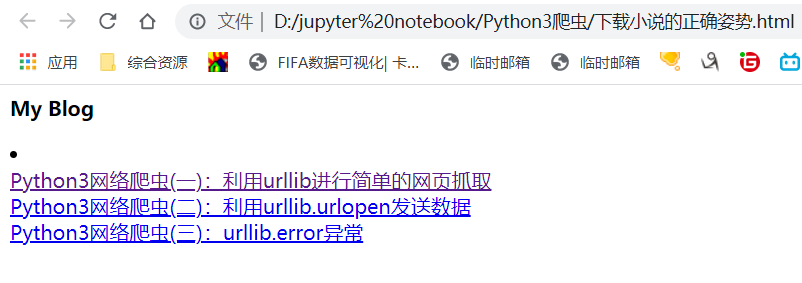 文件 | D:/jupyter%20notebook/Python3爬虫/下载小说的正确姿势.html
应用 综合资源 FIFA数据可视化| 卡... 临时邮箱 临时邮箱
My Blog
Python3网络爬虫(一)：利用urllib进行简单的网页抓取
Python3网络爬虫(二)：利用urllib.urlopen发送数据
Python3网络爬虫(三)：urllib.error异常